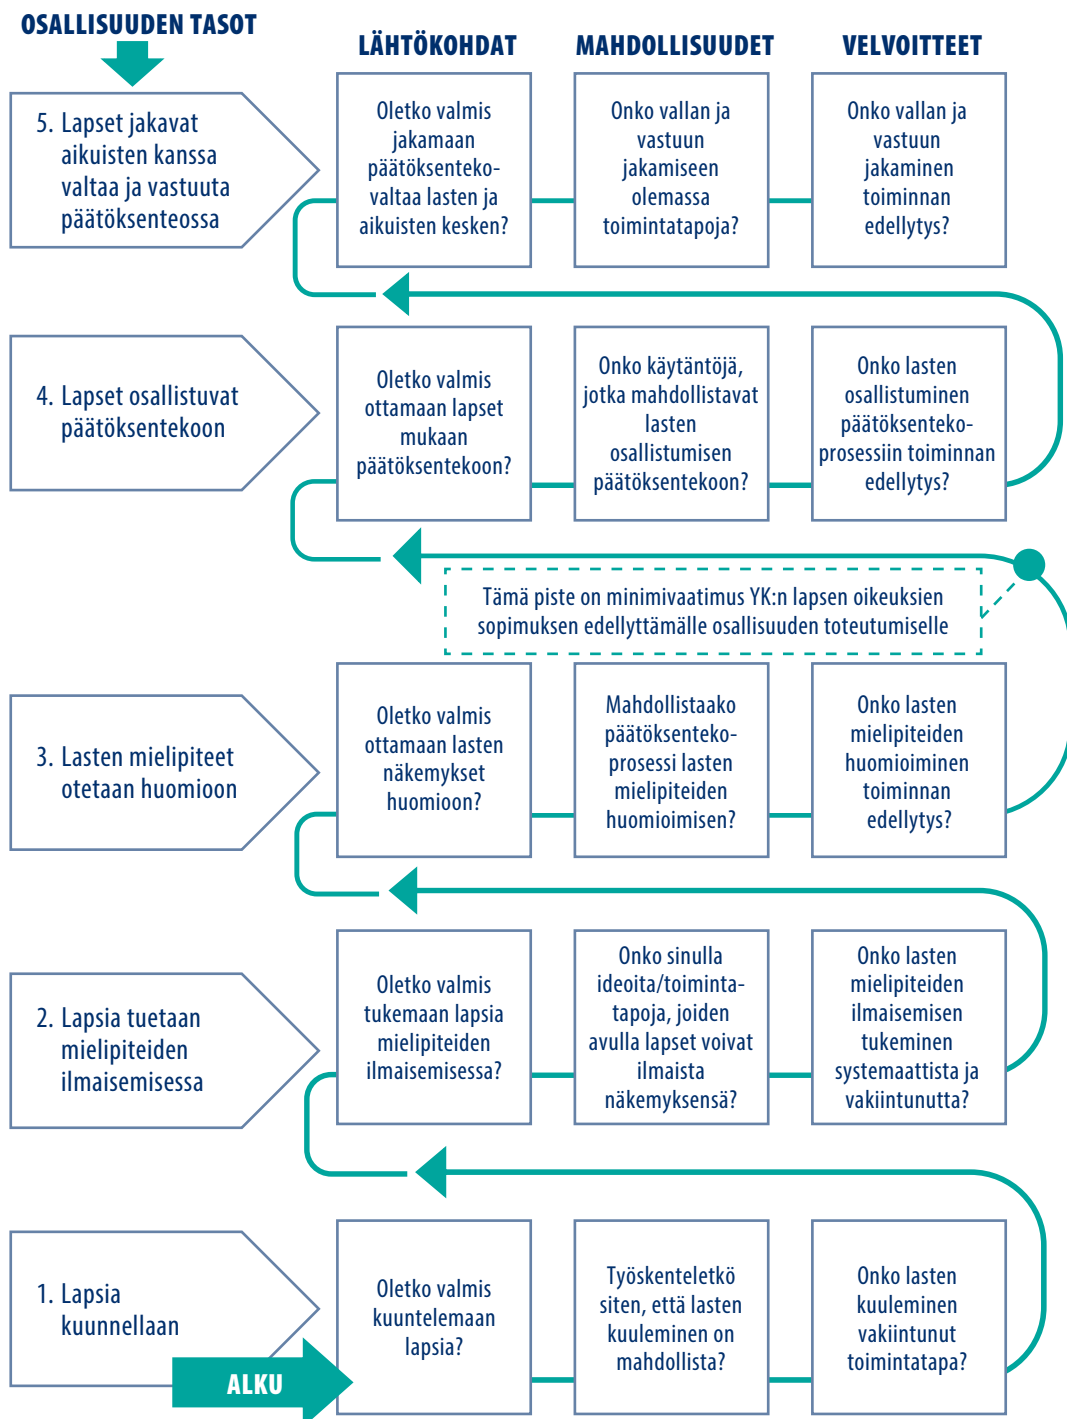 OSALLISUUDEN TASOT
LÄHTÖKOHDAT
MAHDOLLISUUDET
VELVOITTEET
5. Lapset jakavat
aikuisten kanssa
valtaa ja vastuuta
päätöksenteossa
Oletko valmis
jakamaan
päätöksenteko-
valtaa lasten ja
aikuisten kesken?
Onko vallan ja
vastuun
jakamiseen
olemassa
toimintatapoja?
Onko vallan ja
vastuun
jakaminen
toiminnan
edellytys?
4. Lapset osallistuvat
päätöksentekoon
Oletko valmis
ottamaan lapset
mukaan
päätöksentekoon?
Onko käytäntöjä,
jotka mahdollistavat
lasten
osallistumisen
päätöksentekoon?
Onko lasten
osallistuminen
päätöksenteko-
prosessiin toiminnan
edellytys?
Tämä piste on minimivaatimus YK:n lapsen oikeuksien
sopimuksen edellyttämälle osallisuuden toteutumiselle
3. Lasten mielipiteet
otetaan huomioon
Oletko valmis
ottamaan lasten
näkemykset
huomioon?
Mahdollistaako
päätöksenteko-
prosessi lasten
mielipiteiden
huomioimisen?
Onko lasten
mielipiteiden
huomioiminen
toiminnan
edellytys?
2. Lapsia tuetaan
mielipiteiden
ilmaisemisessa
Oletko valmis
tukemaan lapsia
mielipiteiden
ilmaisemisessa?
Onko sinulla
ideoita/toiminta-
tapoja, joiden
avulla lapset voivat
ilmaista
näkemyksensä?
Onko lasten
mielipiteiden
ilmaisemisen
tukeminen
systemaattista ja
vakiintunutta?
1. Lapsia
kuunnellaan
ALKU
Oletko valmis
kuuntelemaan
lapsia?
Työskenteletkö
siten, että lasten
kuuleminen on
mahdollista?
Onko lasten
kuuleminen
vakiintunut
toimintatapa?